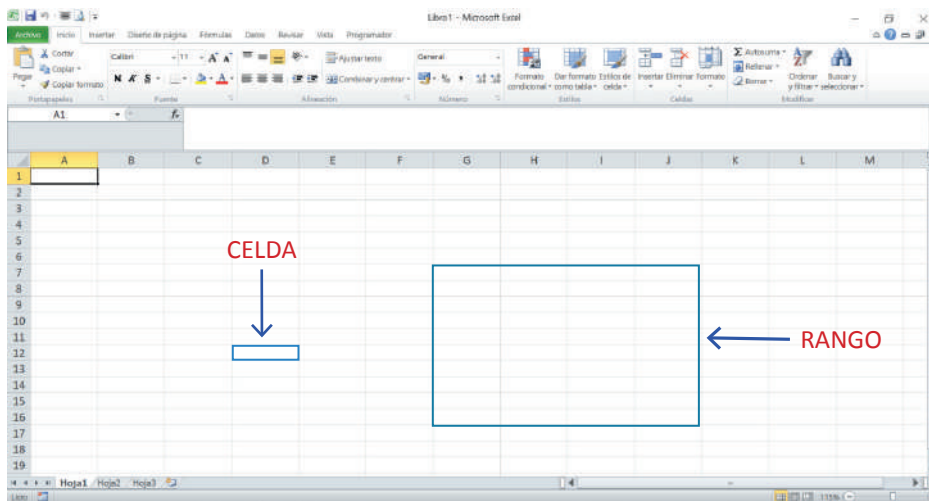 Libro1 - Microsoft Excel
Archivo Inicio Insertar Diseño de página Fórmulas Datos Revisar Vista Programador
Cortar
Copiar
Copiar formato
Pegar
Portapapeles
Calibri 11
N K S
Fuente
Ajustar texto
Combinar y centrar
Alineación
General
Número
Formato condicional
Dar formato como tabla
Estilos de celda
Estilos
Insertar Eliminar Formato
Celdas
Autosuma
Rellenar
Borrar
Ordenar y filtrar
Buscar y seleccionar
Modificar
A1 fx
A B C D E F G H I J K L M
1
2
3
4
5
6
7
8
9
10
11
12
13
14
15
16
17
18
19
CELDA
RANGO
Hoja1 Hoja2 Hoja3
Listo 115%